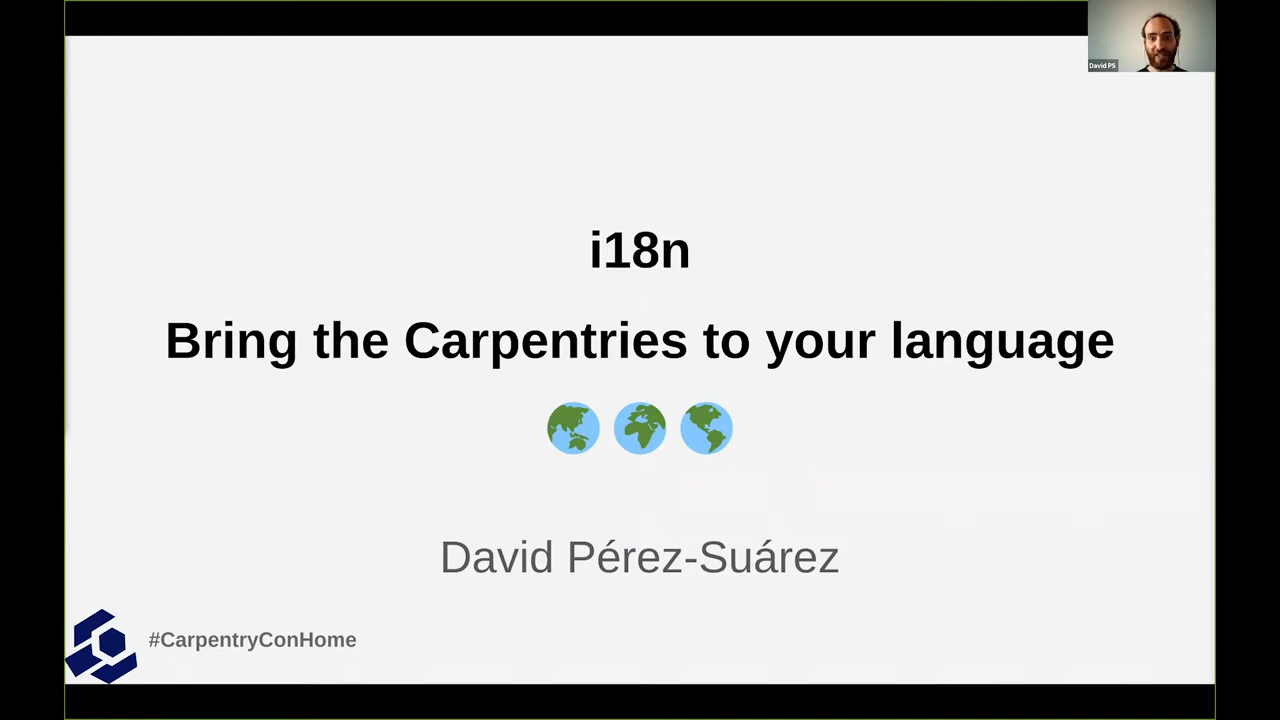 David PS
i18n
Bring the Carpentries to your language
David Pérez-Suárez
#CarpentryConHome